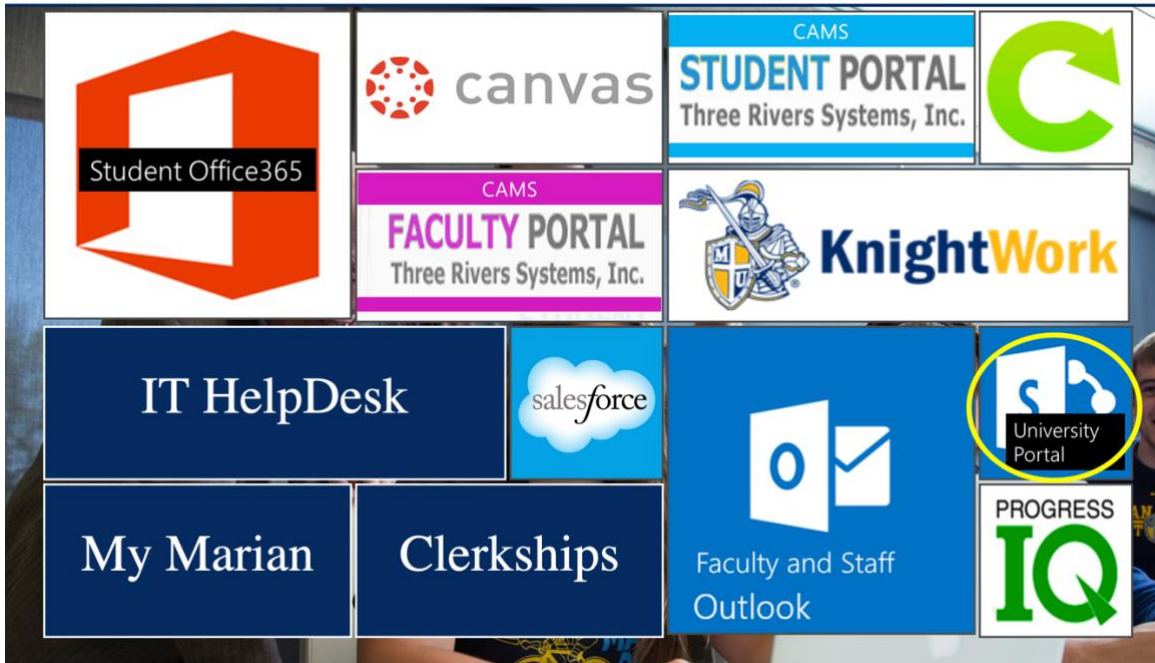 Student Office365
canvas
CAMS
STUDENT PORTAL
Three Rivers Systems, Inc.
CAMS
FACULTY PORTAL
Three Rivers Systems, Inc.
M U
KnightWork
IT HelpDesk
salesforce
O
Faculty and Staff
Outlook
S
University
Portal
My Marian
Clerkships
PROGRESS
IQ